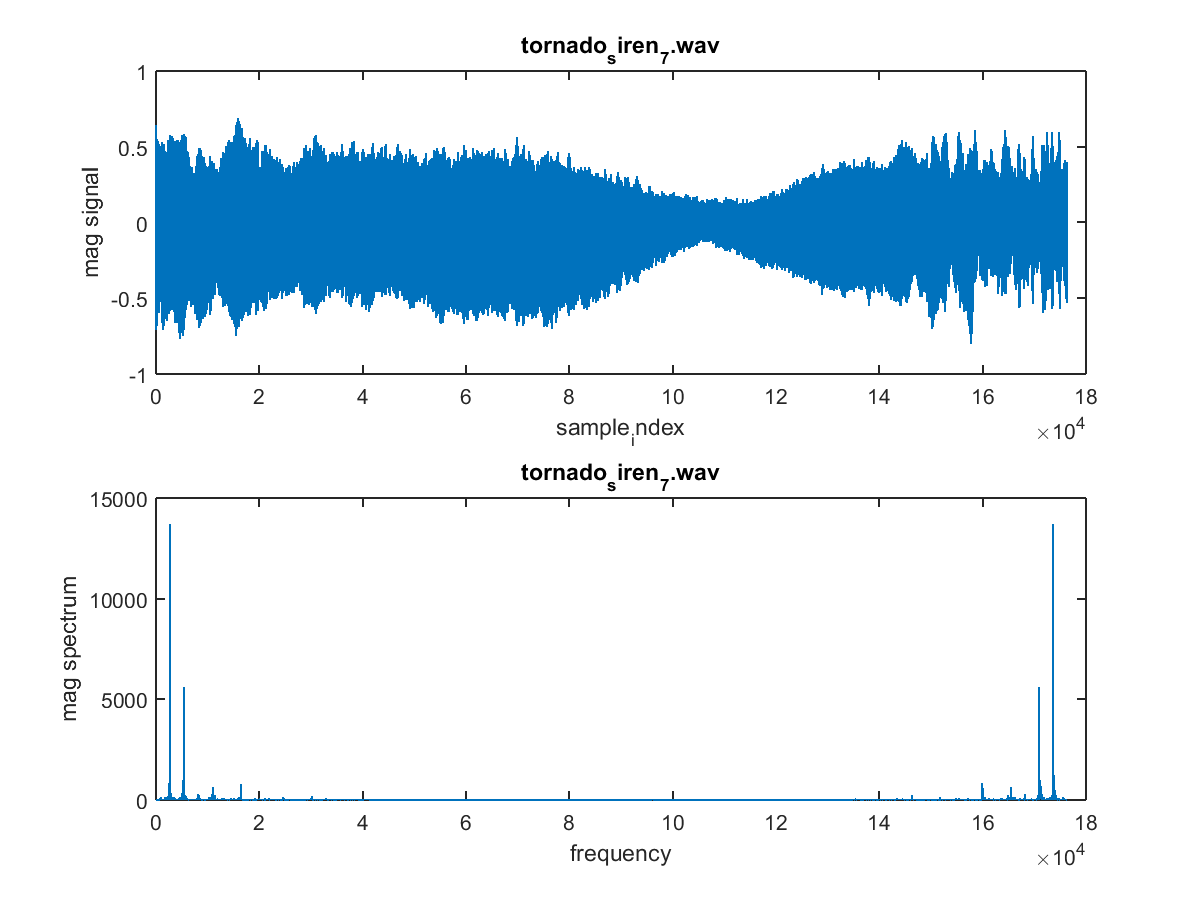 tornado_siren_7.wav
1
0.5
0
-0.5
-1
mag signal
0 2 4 6 8 10 12 14 16 18
×10^4
sample_index
tornado_siren_7.wav
15000
10000
5000
0
mag spectrum
0 2 4 6 8 10 12 14 16 18
×10^4
frequency